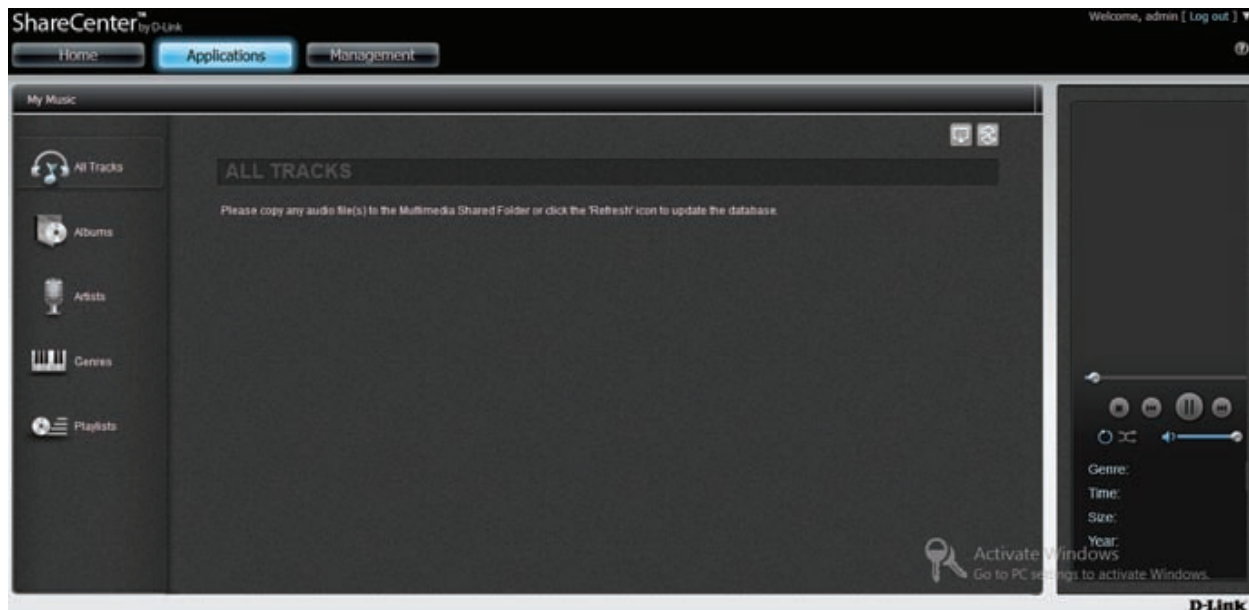 ShareCenter™ by D-Link
Welcome, admin [ Log out ]
Home
Applications
Management
My Music
All Tracks
Albums
Artists
Genres
Playlists
ALL TRACKS
Please copy any audio file(s) to the Multimedia Shared Folder or click the 'Refresh' icon to update the database.
Genre:
Time:
Size:
Year:
Activate Windows
Go to PC settings to activate Windows.
D-Link